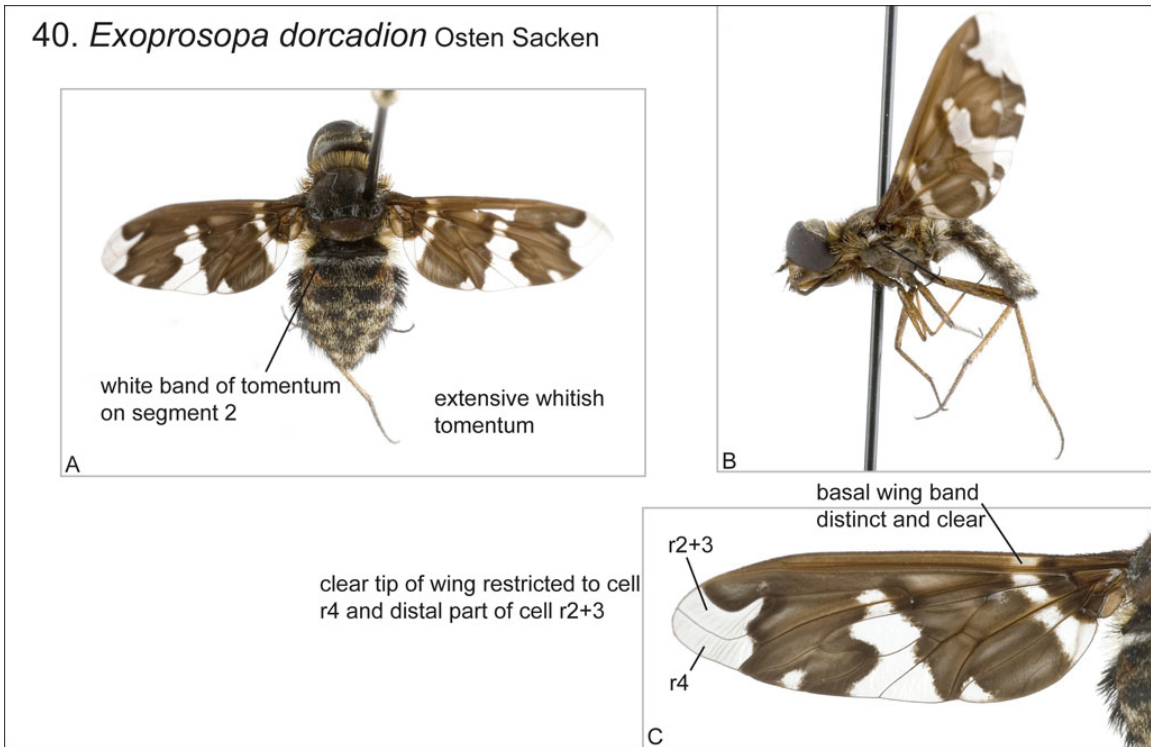 40. Exoprosopa dorcadion Osten Sacken
white band of tomentum
on segment 2
extensive whitish
tomentum
A
B
basal wing band
distinct and clear
r2+3
clear tip of wing restricted to cell
r4 and distal part of cell r2+3
r4
C